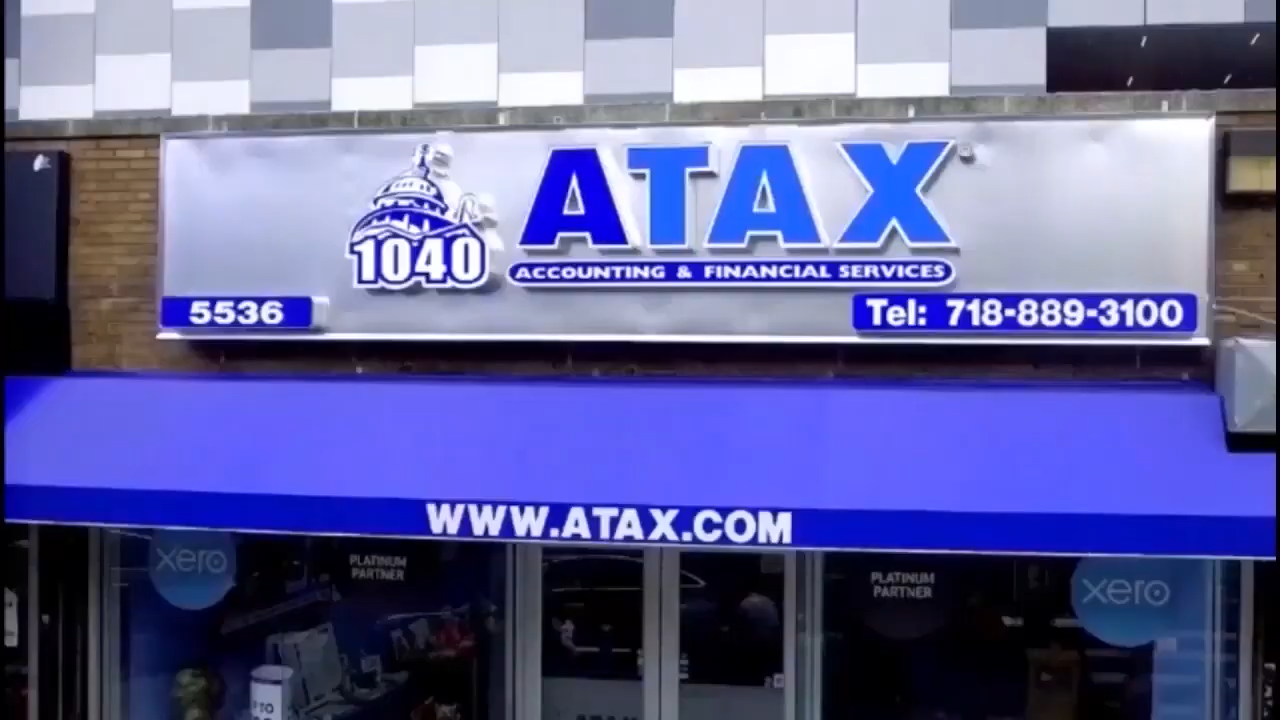 ATAX
1040
ACCOUNTING & FINANCIAL SERVICES
5536
Tel: 718-889-3100
WWW.ATAX.COM
xero
PLATINUM
PARTNER
PLATINUM
PARTNER
xero